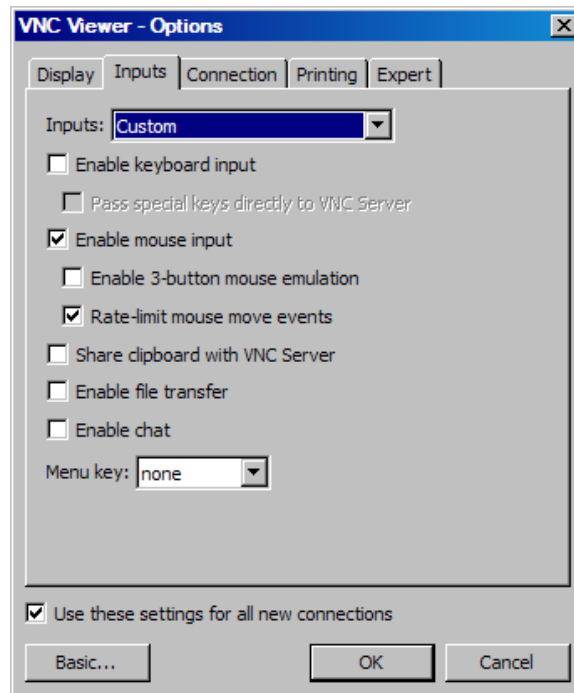 VNC Viewer - Options
Display Inputs Connection Printing Expert
Inputs: Custom
Enable keyboard input
Pass special keys directly to VNC Server
Enable mouse input
Enable 3-button mouse emulation
Rate-limit mouse move events
Share clipboard with VNC Server
Enable file transfer
Enable chat
Menu key: none
Use these settings for all new connections
Basic... OK Cancel